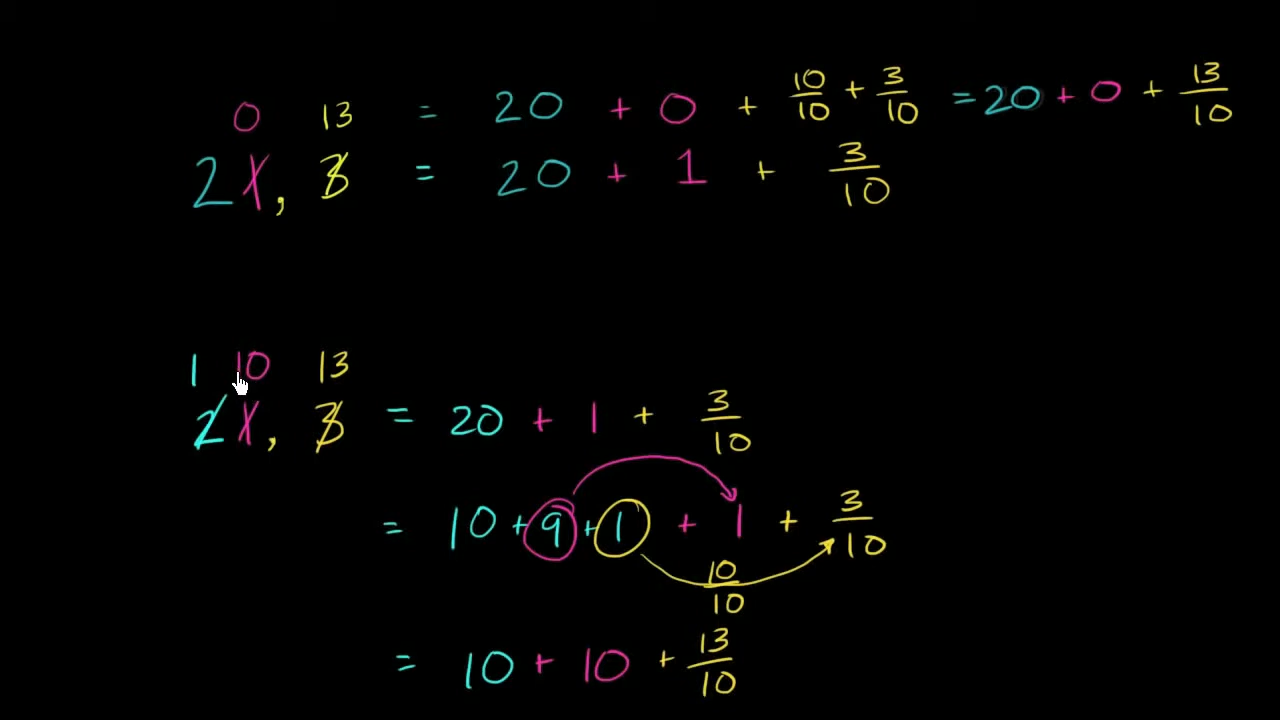 0 13 = 20 + 0 + 10/10 + 3/10 = 20 + 0 + 13/10
21, 3 = 20 + 1 + 3/10
1 10 13
21, 3 = 20 + 1 + 3/10
= 10 + 9 + 1 + 1 + 3/10
10/10
= 10 + 10 + 13/10